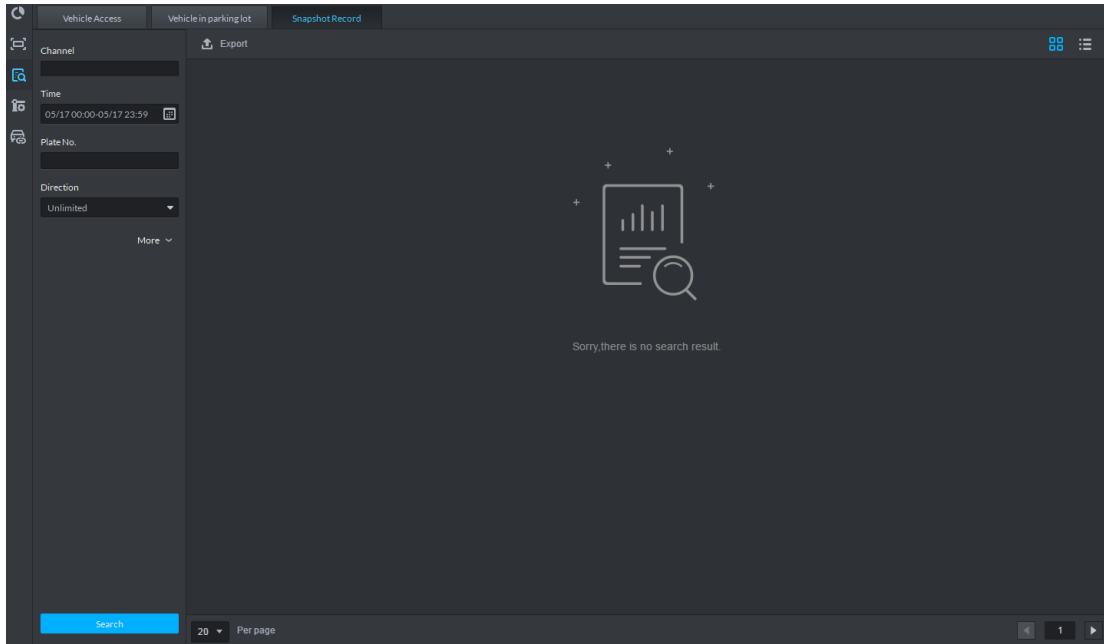 Vehicle Access
Vehicle in parking lot
Snapshot Record
Channel
Export
Time
05/17 00:00-05/17 23:59
Plate No.
Direction
Unlimited
More
Sorry,there is no search result.
Search
20 Per page
1